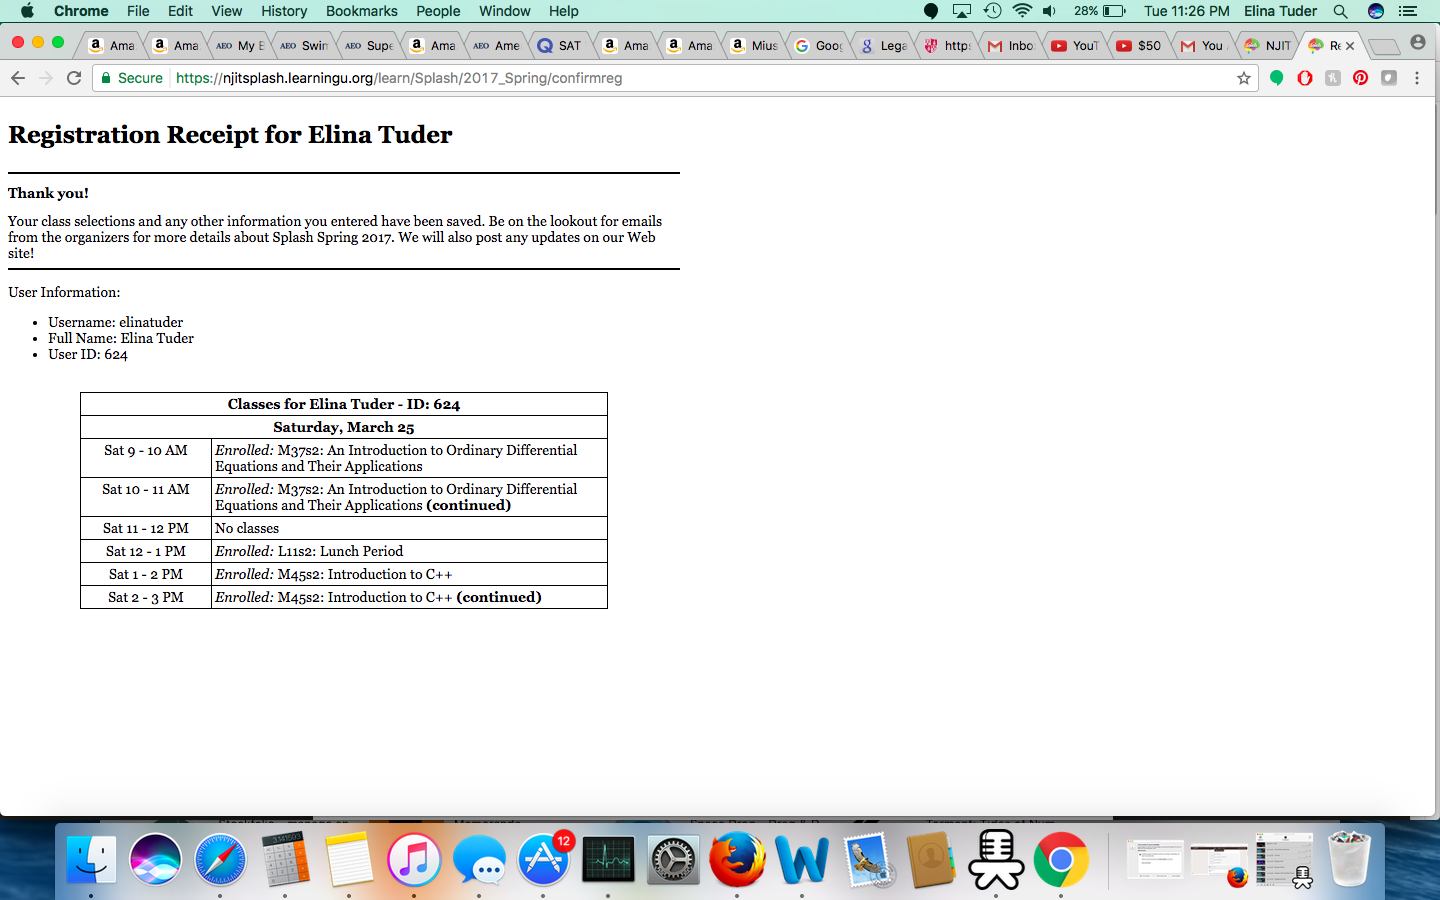 Chrome File Edit View History Bookmarks People Window Help 28% Tue 11:26 PM Elina Tuder
Ama Ama AEO My E AEO Swin AEO Supe Ama AEO Ame SAT Ama Ama Mius Goog Lega http: Inbo YouT $50 You NJIT Re
Secure https://njitsplash.learningu.org/learn/Splash/2017_Spring/confirmreg
Registration Receipt for Elina Tuder
Thank you!
Your class selections and any other information you entered have been saved. Be on the lookout for emails
from the organizers for more details about Splash Spring 2017. We will also post any updates on our Web
site!
User Information:
• Username: elinatuder
• Full Name: Elina Tuder
• User ID: 624
Classes for Elina Tuder - ID: 624
Saturday, March 25
Sat 9 - 10 AM Enrolled: M37s2: An Introduction to Ordinary Differential
Equations and Their Applications
Sat 10 - 11 AM Enrolled: M37s2: An Introduction to Ordinary Differential
Equations and Their Applications (continued)
Sat 11 - 12 PM No classes
Sat 12 - 1 PM Enrolled: L11s2: Lunch Period
Sat 1 - 2 PM Enrolled: M45s2: Introduction to C++
Sat 2 - 3 PM Enrolled: M45s2: Introduction to C++ (continued)
12